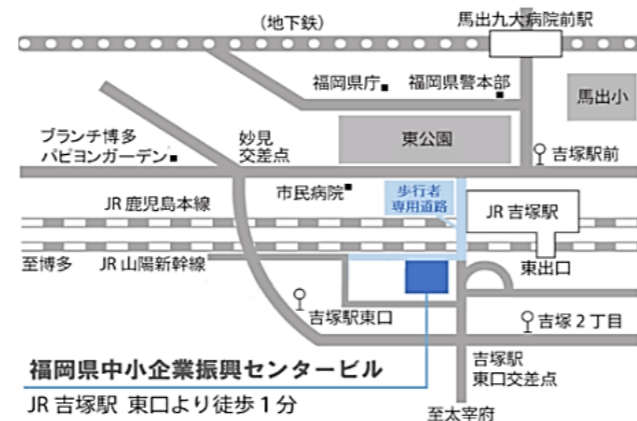 (地下鉄)
馬出九大病院前駅
福岡県庁
福岡県警本部
馬出小
ブランチ博多
パピヨンガーデン
妙見
交差点
東公園
吉塚駅前
市民病院
歩行者
専用道路
JR 鹿児島本線
JR 吉塚駅
至博多
JR 山陽新幹線
東出口
吉塚駅東口
吉塚 2 丁目
福岡県中小企業振興センタービル
吉塚駅
東口交差点
JR 吉塚駅 東口より徒歩 1 分
至太宰府